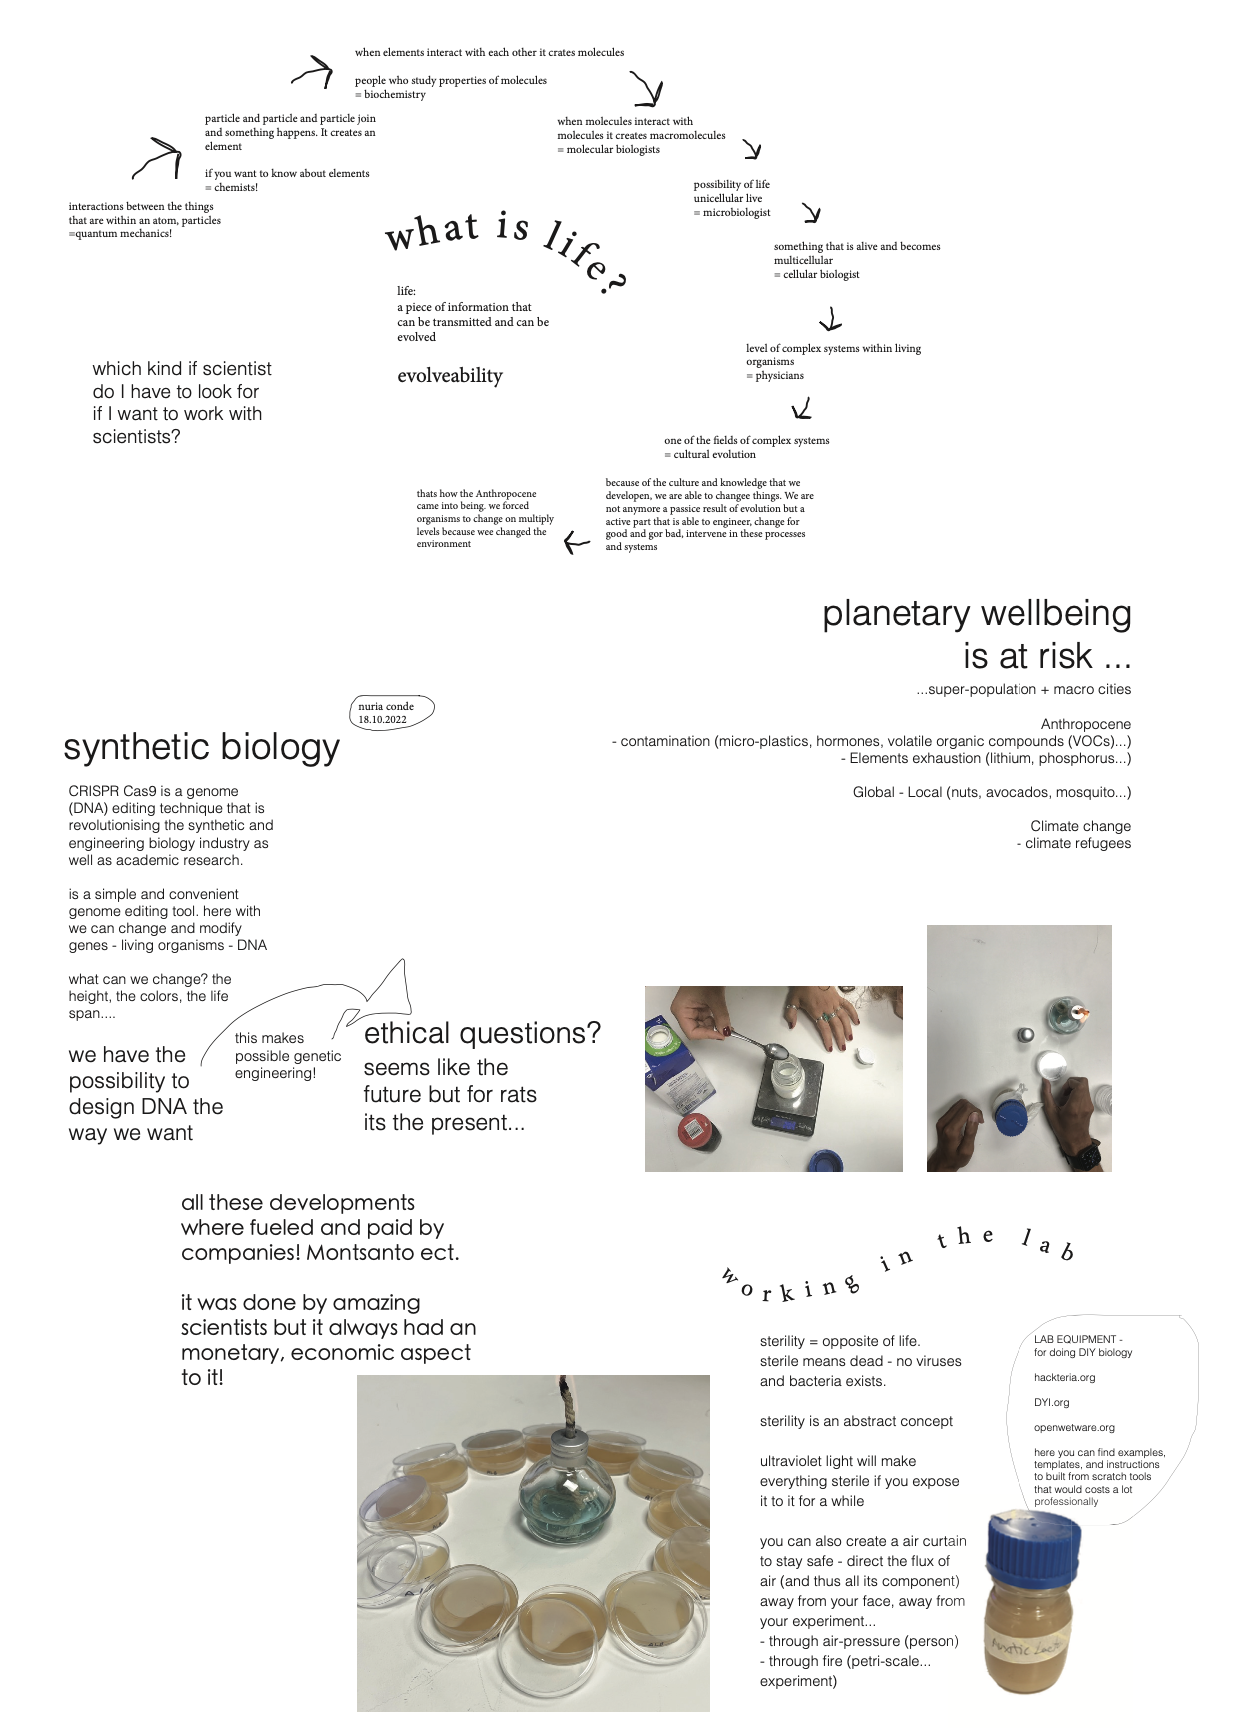 interactions between the things
that are within an atom, particles
=quantum mechanics!
particle and particle and particle join
and something happens. It creates an
element
if you want to know about elements
= chemists!
when elements interact with each other it crates molecules
people who study properties of molecules
= biochemistry
when molecules interact with
molecules it creates macromolecules
= molecular biologists
possibility of life
unicellular live
= microbiologist
something that is alive and becomes
multicellular
= cellular biologist
level of complex systems within living
organisms
= physicians
one of the fields of complex systems
= cultural evolution
because of the culture and knowledge that we
developen, we are able to changee things. We are
not anymore a passice result of evolution but a
active part that is able to engineer, change for
good and gor bad, intervene in these processes
and systems
thats how the Anthropocene
came into being. we forced
organisms to change on multiply
levels because wee changed the
environment
what is life?
life:
a piece of information that
can be transmitted and can be
evolved
evolveability
which kind if scientist
do I have to look for
if I want to work with
scientists?
planetary wellbeing
is at risk ...
...super-population + macro cities
Anthropocene
- contamination (micro-plastics, hormones, volatile organic compounds (VOCs)...)
- Elements exhaustion (lithium, phosphorus...)
Global - Local (nuts, avocados, mosquito...)
Climate change
- climate refugees
nuria conde
18.10.2022
synthetic biology
CRISPR Cas9 is a genome
(DNA) editing technique that is
revolutionising the synthetic and
engineering biology industry as
well as academic research.
is a simple and convenient
genome editing tool. here with
we can change and modify
genes - living organisms - DNA
what can we change? the
height, the colors, the life
span....
we have the
possibility to
design DNA the
way we want
this makes
possible genetic
engineering!
ethical questions?
seems like the
future but for rats
its the present...
all these developments
where fueled and paid by
companies! Montsanto ect.
it was done by amazing
scientists but it always had an
monetary, economic aspect
to it!
working in the lab
sterility = opposite of life.
sterile means dead - no viruses
and bacteria exists.
sterility is an abstract concept
ultraviolet light will make
everything sterile if you expose
it to it for a while
you can also create a air curtain
to stay safe - direct the flux of
air (and thus all its component)
away from your face, away from
your experiment...
- through air-pressure (person)
- through fire (petri-scale...
experiment)
LAB EQUIPMENT -
for doing DIY biology
hackteria.org
DYI.org
openwetware.org
here you can find examples,
templates, and instructions
to built from scratch tools
that would costs a lot
professionally